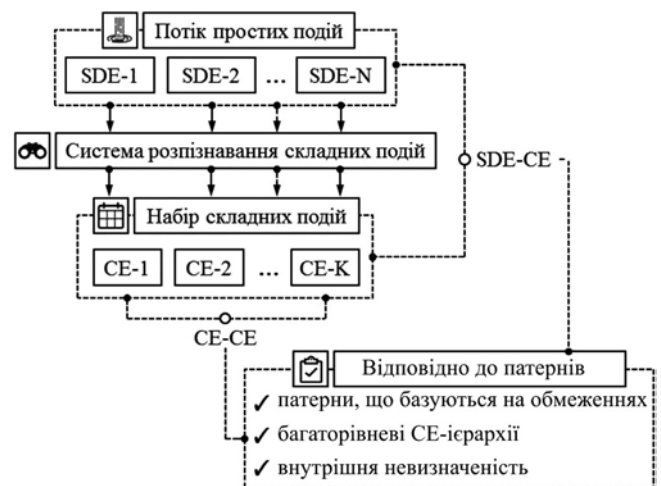 Потік простих подій
SDE-1 SDE-2 ... SDE-N
Система розпізнавання складних подій
SDE-CE
Набір складних подій
CE-1 CE-2 ... CE-K
CE-CE
Відповідно до патернів
✓ патерни, що базуються на обмеженнях
✓ багаторівневі CE-ієрархії
✓ внутрішня невизначеність